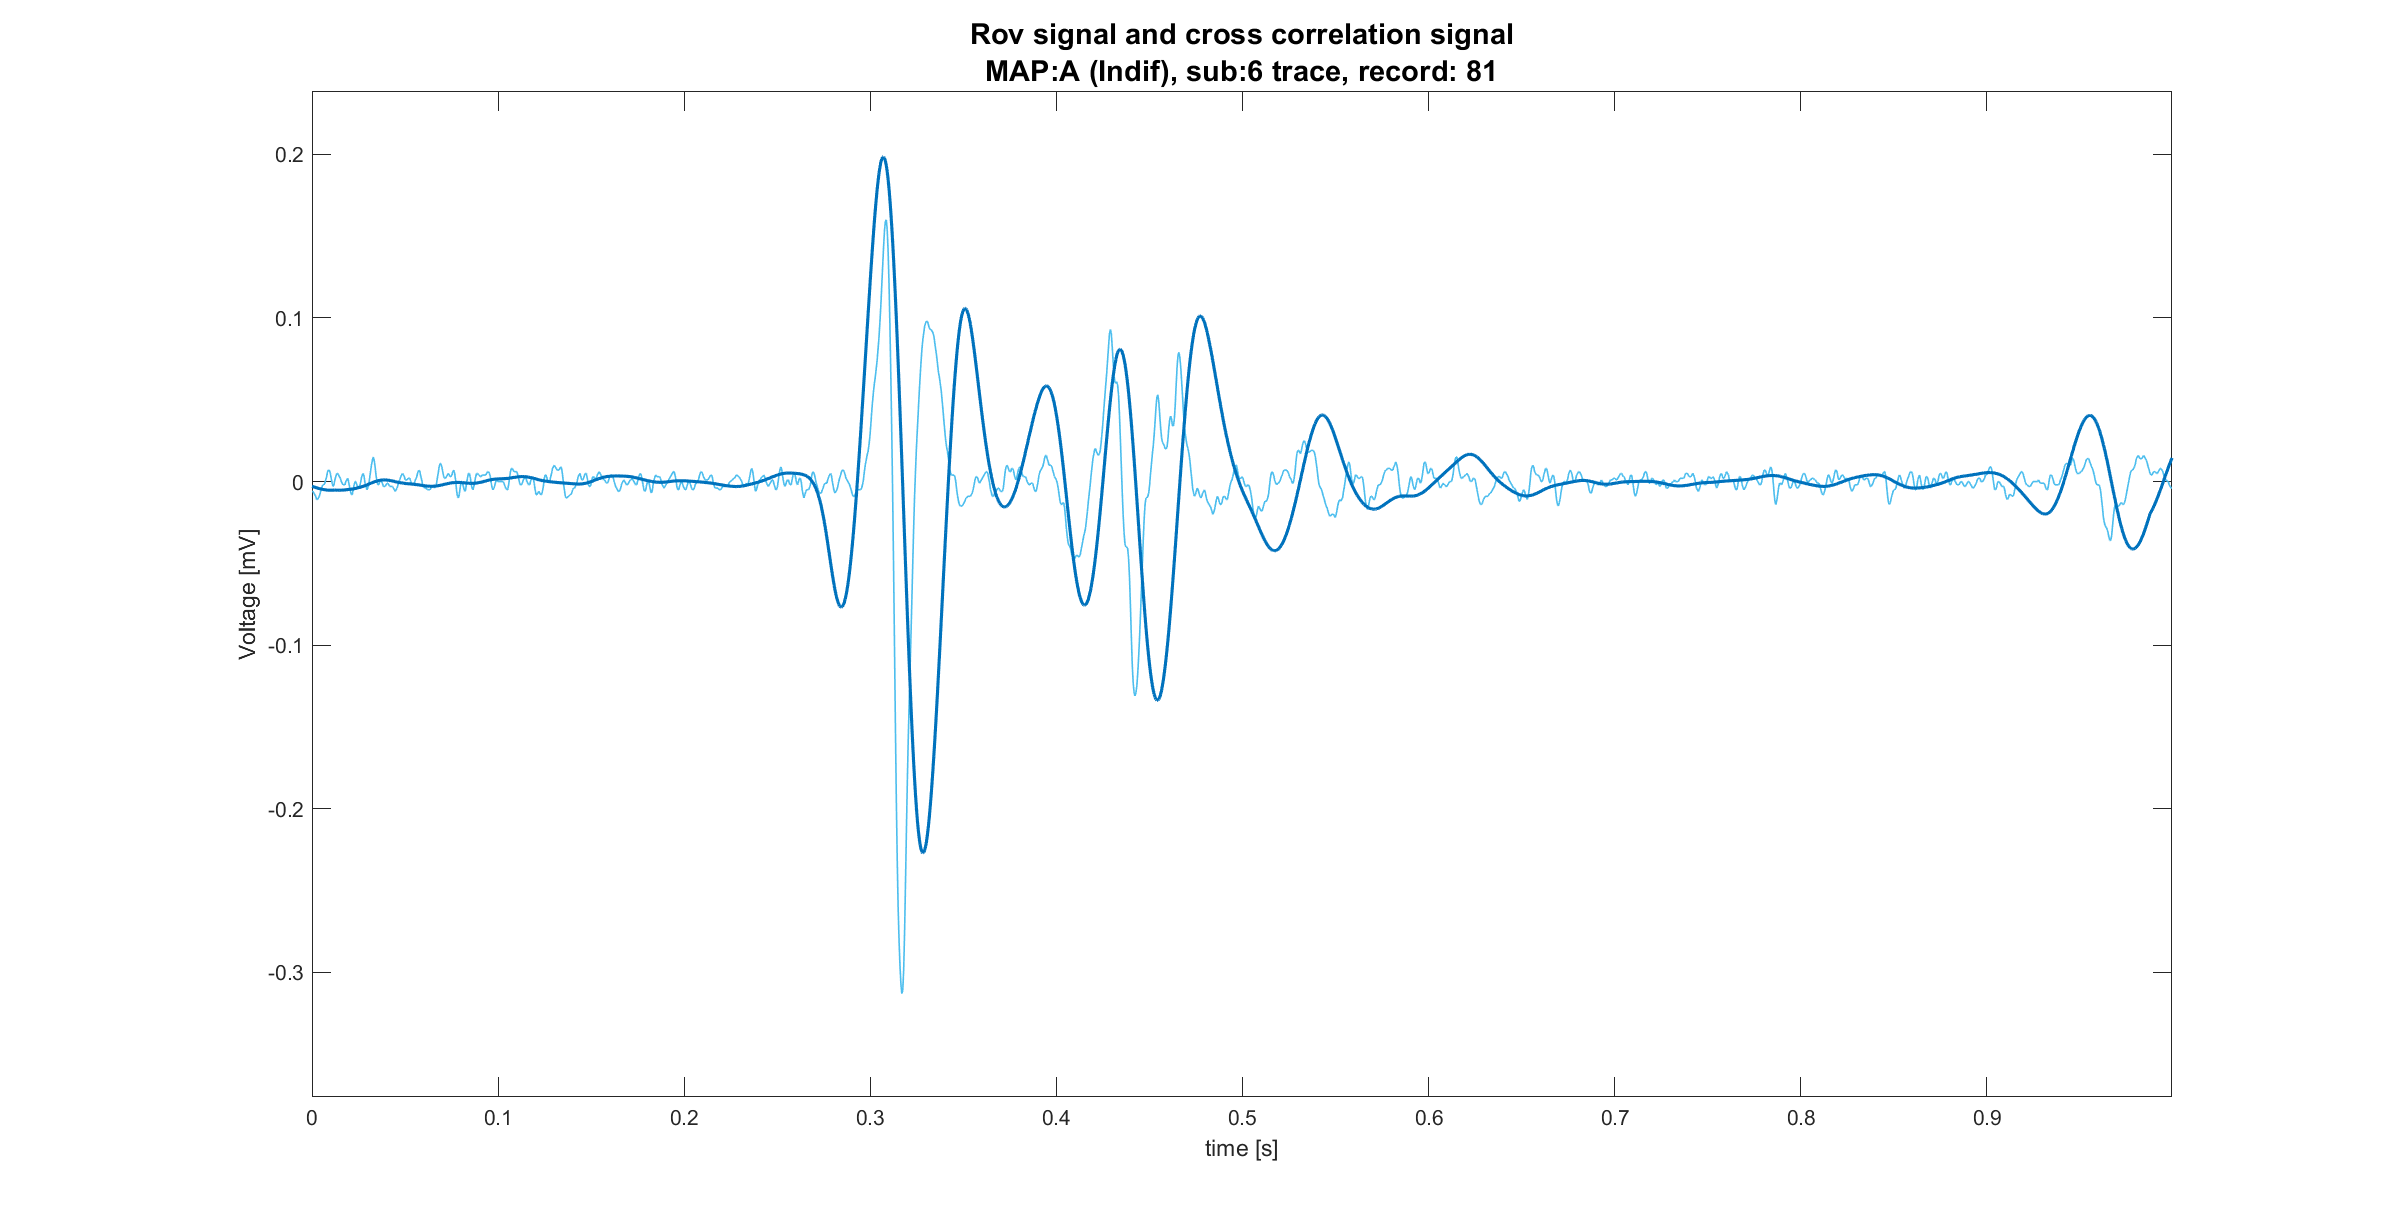 Rov signal and cross correlation signal
MAP:A (Indif), sub:6 trace, record: 81
0.2
0.1
0
-0.1
-0.2
-0.3
Voltage [mV]
0 0.1 0.2 0.3 0.4 0.5 0.6 0.7 0.8 0.9
time [s]